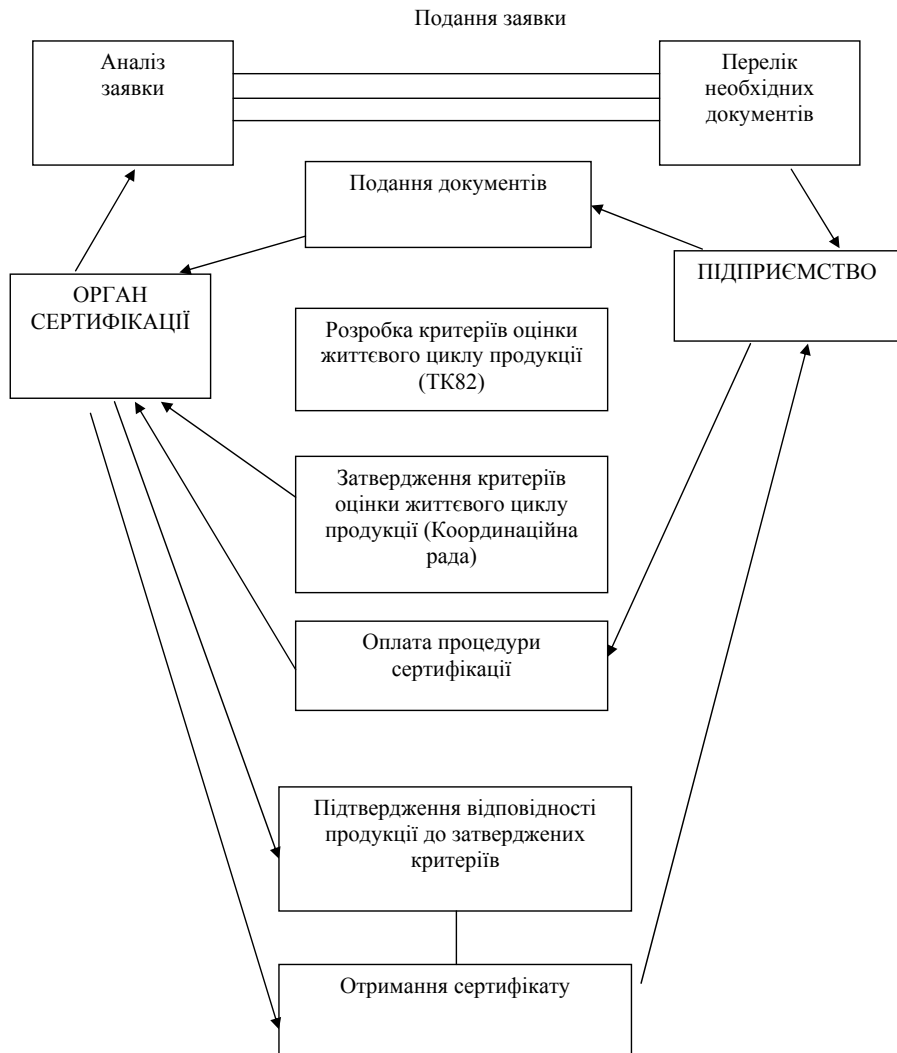 Подання заявки
Аналіз
заявки
Перелік
необхідних
документів
Подання документів
ПІДПРИЄМСТВО
ОРГАН
СЕРТИФІКАЦІЇ
Розробка критеріїв оцінки
життєвого циклу продукції
(ТК82)
Затвердження критеріїв
оцінки життєвого циклу
продукції (Координаційна
рада)
Оплата процедури
сертифікації
Підтвердження відповідності
продукції до затверджених
критеріїв
Отримання сертифікату